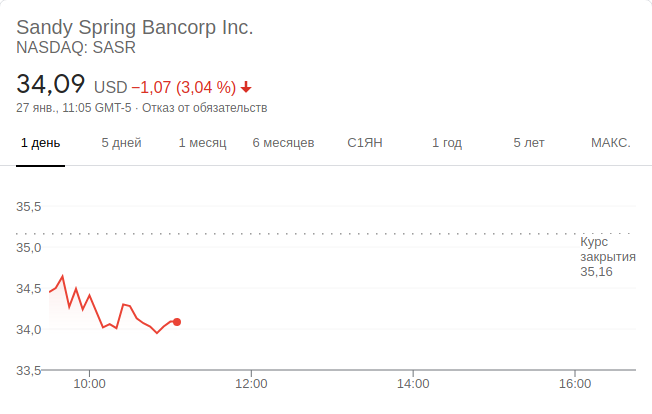 Sandy Spring Bancorp Inc.
NASDAQ: SASR
34,09 USD −1,07 (3,04 %)
27 янв., 11:05 GMT-5 · Отказ от обязательств
1 день 5 дней 1 месяц 6 месяцев С1ЯН 1 год 5 лет МАКС.
35,5
35,0
34,5
34,0
33,5
Курс
закрытия
35,16
10:00 12:00 14:00 16:00